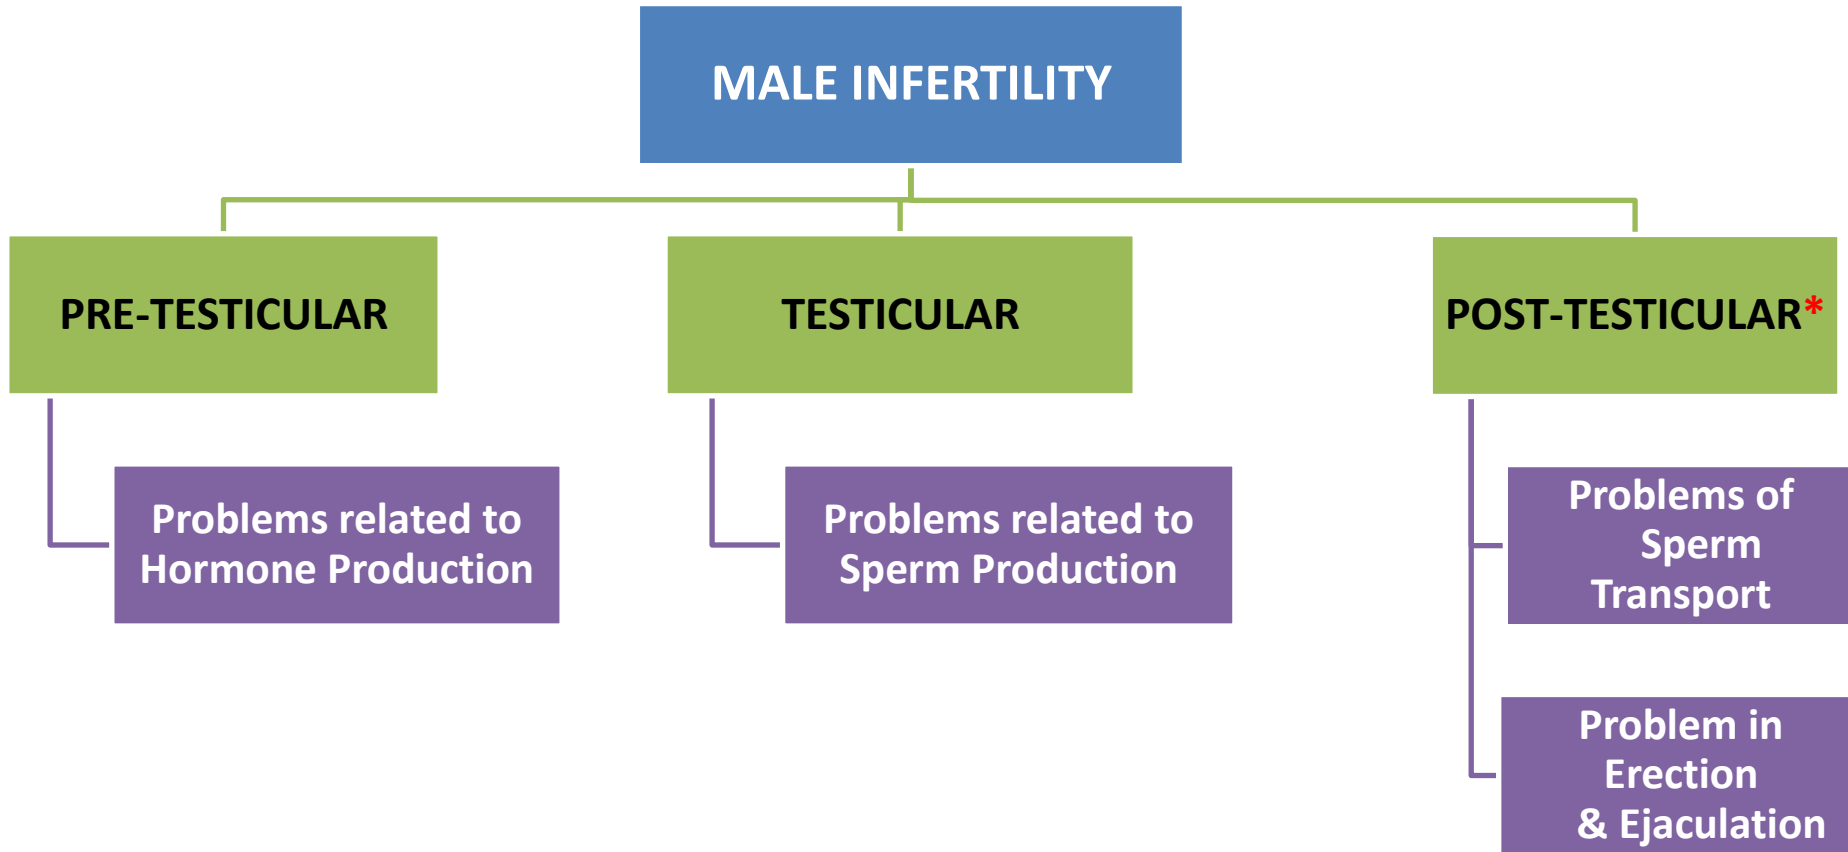 MALE INFERTILITY
PRE-TESTICULAR
TESTICULAR
POST-TESTICULAR*
Problems related to
Hormone Production
Problems related to
Sperm Production
Problems of
Sperm
Transport
Problem in
Erection
& Ejaculation